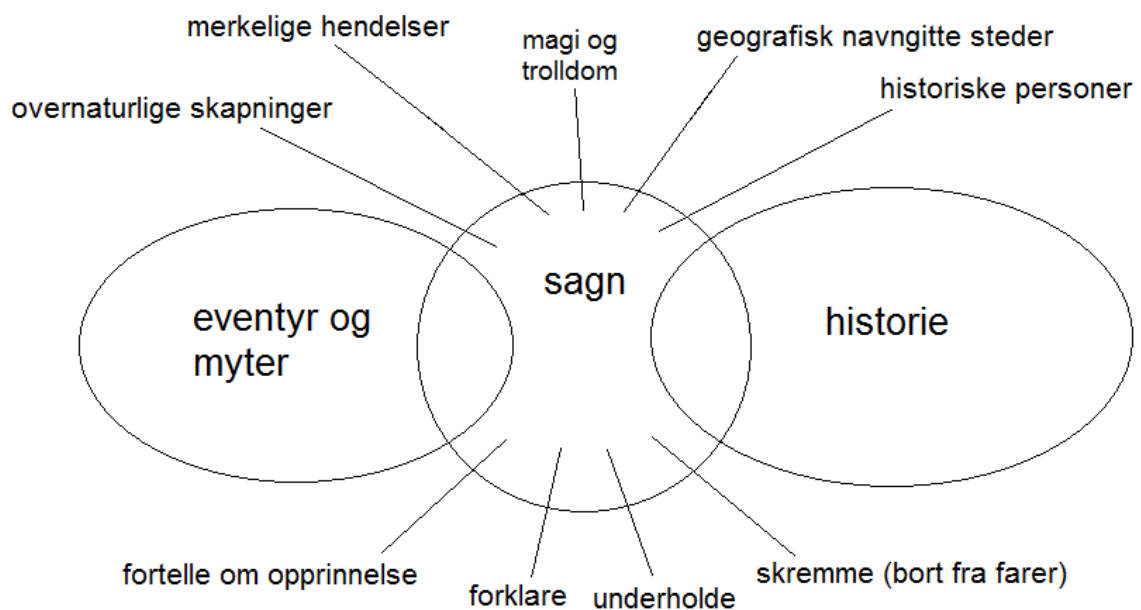 merkelige hendelser
magi og
trolldom
geografisk navngitte steder
historiske personer
overnaturlige skapninger
sagn
eventyr og
myter
historie
fortelle om opprinnelse
forklare
underholde
skremme (bort fra farer)